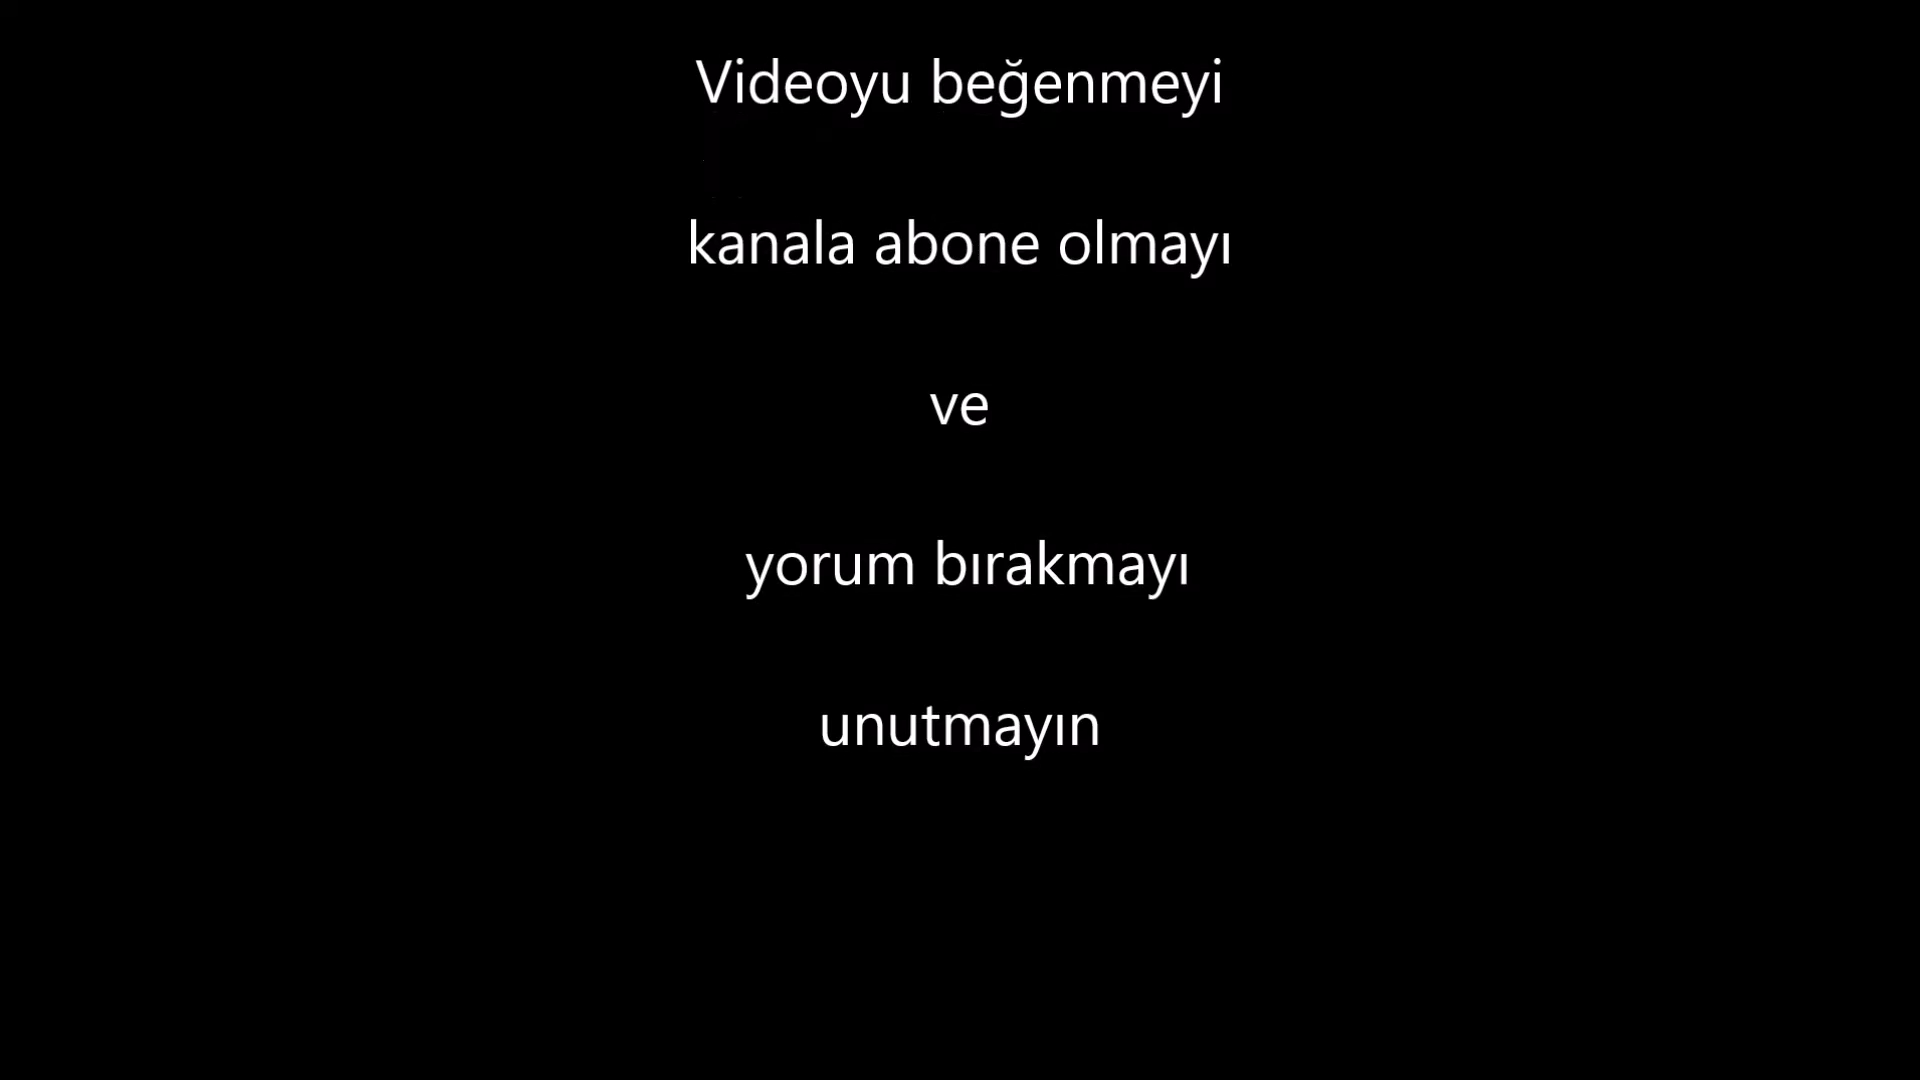 Videoyu beğenmeyi
kanala abone olmayı
ve
yorum bırakmayı
unutmayın